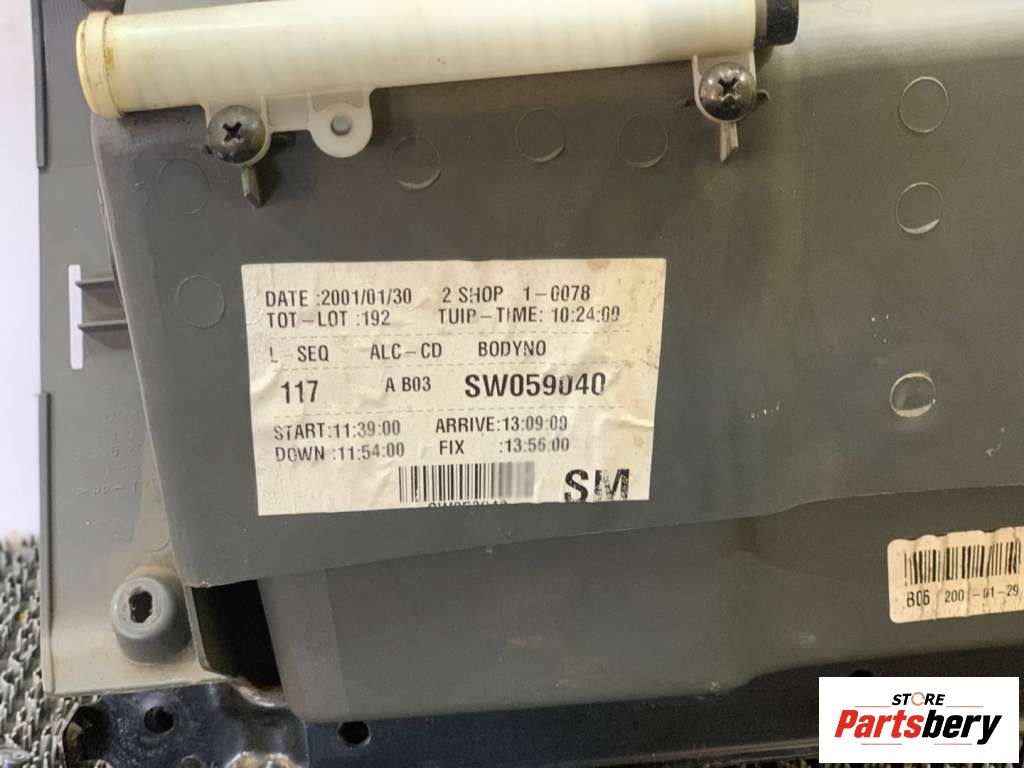 DATE :2001/01/30 2 SHOP 1-0078
TOT-LOT :192 TUIP-TIME: 10:24:00
L-SEQ ALC-CD BODYNO
117 A B03 SW059040
START:11:39:00 ARRIVE:13:09:00
DOWN :11:54:00 FIX :13:56:00
SM
B06 2001-01-29
STORE
Partsbery